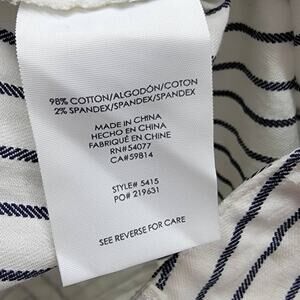 98% COTTON/ALGODÓN/COTON
2% SPANDEX/SPANDEX/SPANDEX
MADE IN CHINA
HECHO EN CHINA
FABRIQUÉ EN CHINE
RN#54077
CA#59814
STYLE# 5415
PO# 219631
SEE REVERSE FOR CARE